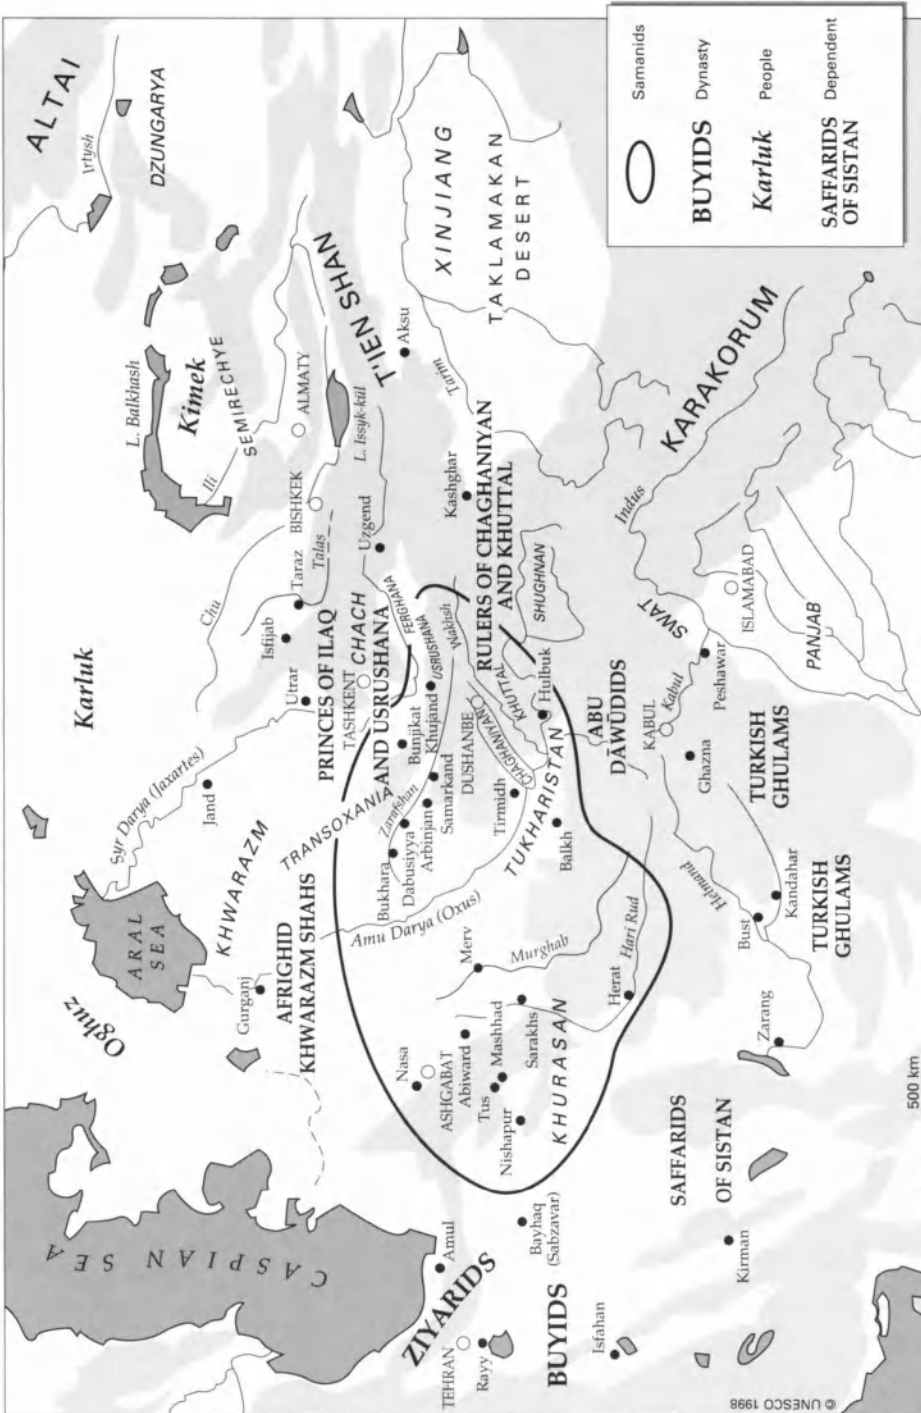 ALTAI
Irtysh
DZUNGARYA
L. Balkhash
Kimek
SEMIRECHYE
Ili
ALMATY
BISHKEK
T'IEN SHAN
L. Issyk-kül
Aksu
XINJIANG
TAKLAMAKAN
DESERT
Tarim
Kashghar
KARAKORUM
Karluk
Chu
Talas
Taraz
Isfijab
Utrar
Uzgend
Syr Darya (Jaxartes)
Jand
ARAL
SEA
Oghuz
KHWARAZM
Gurganj
AFRIGHID
KHWARAZM SHAHS
PRINCES OF ILAQ
AND USRUSHANA
TASHKENT
CHACH
FERGHANA
USRUSHANA
Bunjikat
Khujand
TRANSOXANIA
Zarafshan
Bukhara
Dabusiyya
Arbinjan
Samarkand
Wakhsh
RULERS OF CHAGHANIYAN
AND KHUTTAL
DUSHANBE
CHAGHANIYAN
KHUTTAL
Hulbuk
SHUGHNAN
Tirmidh
TUKHARISTAN
Balkh
Amu Darya (Oxus)
Merv
Murghab
Hari Rud
Herat
Nasa
ASHGABAT
Abiward
Mashhad
Tus
Sarakhs
Nishapur
KHURASAN
ABU
DĀWŪDIDS
KABUL
Kabul
Ghazna
Peshawar
SWAT
Indus
ISLAMABAD
PANJAB
TURKISH
GHULAMS
Helmand
Bust
Kandahar
TURKISH
GHULAMS
Zarang
SAFFARIDS
OF SISTAN
CASPIAN SEA
Amul
ZIYARIDS
TEHRAN
Rayy
BUYIDS
Bayhaq
(Sabzavar)
Isfahan
Kirman
500 km
© UNESCO 1998
Samanids
BUYIDS Dynasty
Karluk People
SAFFARIDS
OF SISTAN Dependent